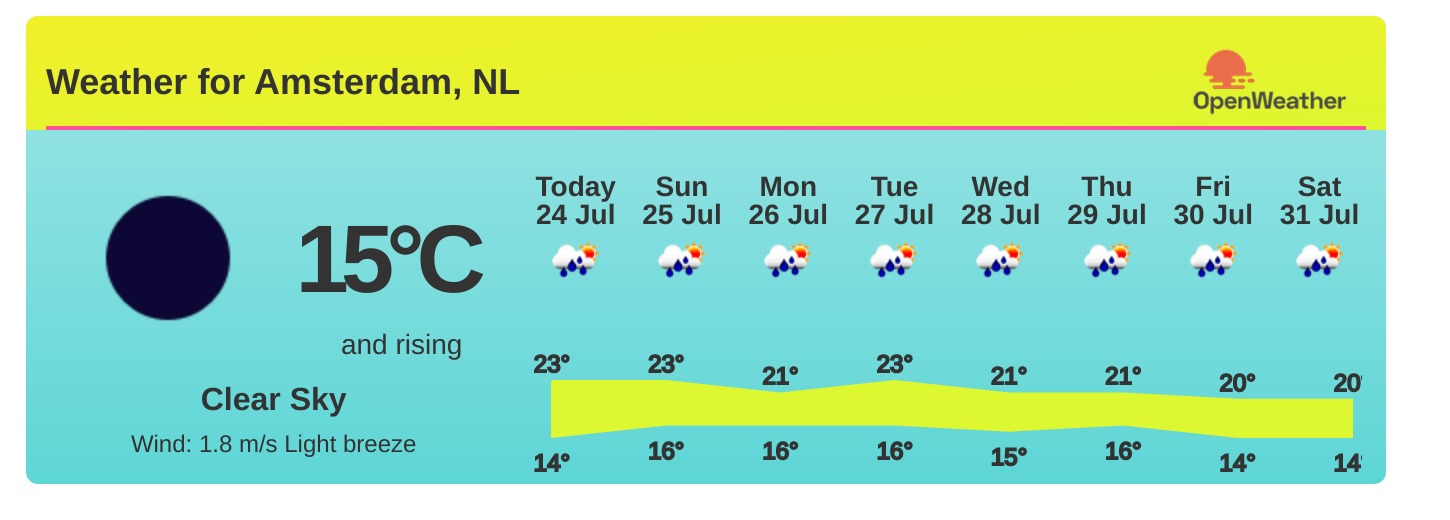 Weather for Amsterdam, NL
OpenWeather
15°C
and rising
Clear Sky
Wind: 1.8 m/s Light breeze
Today Sun Mon Tue Wed Thu Fri Sat
24 Jul 25 Jul 26 Jul 27 Jul 28 Jul 29 Jul 30 Jul 31 Jul
23° 23° 21° 23° 21° 21° 20° 20°
14° 16° 16° 16° 15° 16° 14° 14°